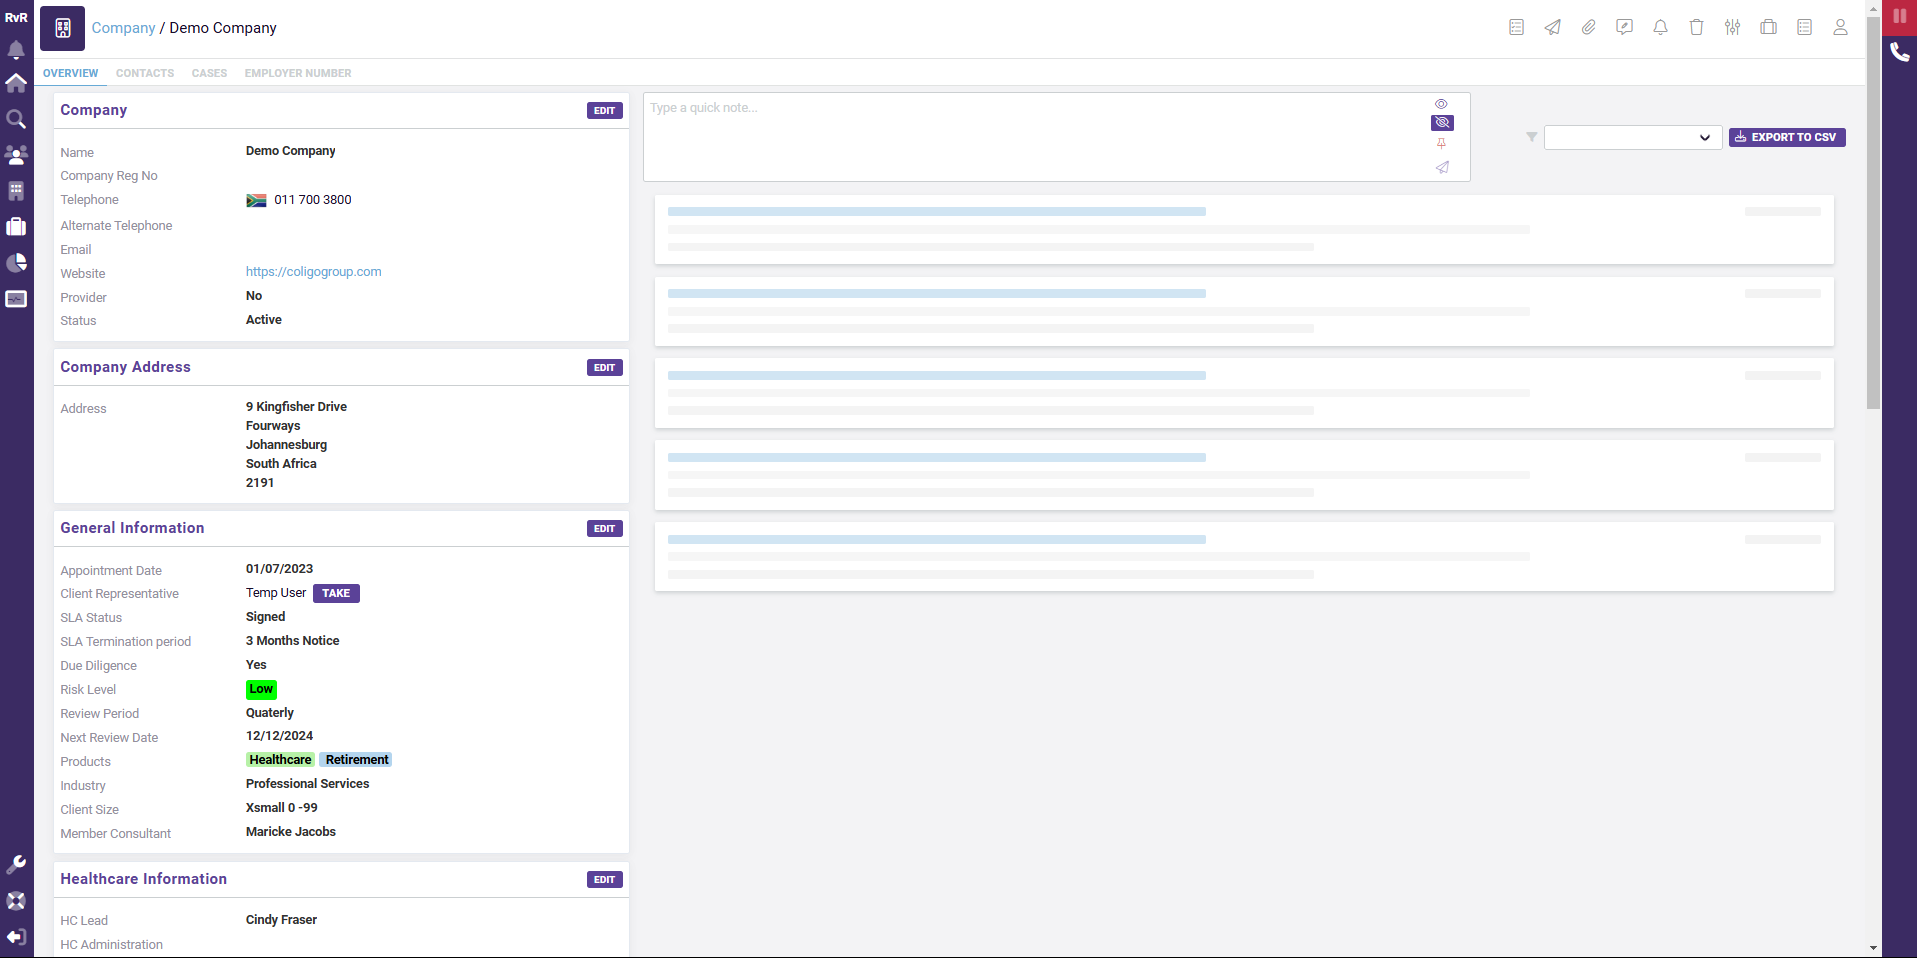 RvR
Company / Demo Company
OVERVIEW CONTACTS CASES EMPLOYER NUMBER
Company EDIT
Name Demo Company
Company Reg No
Telephone 011 700 3800
Alternate Telephone
Email
Website https://coligogroup.com
Provider No
Status Active
Company Address EDIT
Address 9 Kingfisher Drive
Fourways
Johannesburg
South Africa
2191
General Information EDIT
Appointment Date 01/07/2023
Client Representative Temp User TAKE
SLA Status Signed
SLA Termination period 3 Months Notice
Due Diligence Yes
Risk Level Low
Review Period Quaterly
Next Review Date 12/12/2024
Products Healthcare Retirement
Industry Professional Services
Client Size Xsmall 0 -99
Member Consultant Maricke Jacobs
Healthcare Information EDIT
HC Lead Cindy Fraser
HC Administration
Type a quick note...
EXPORT TO CSV